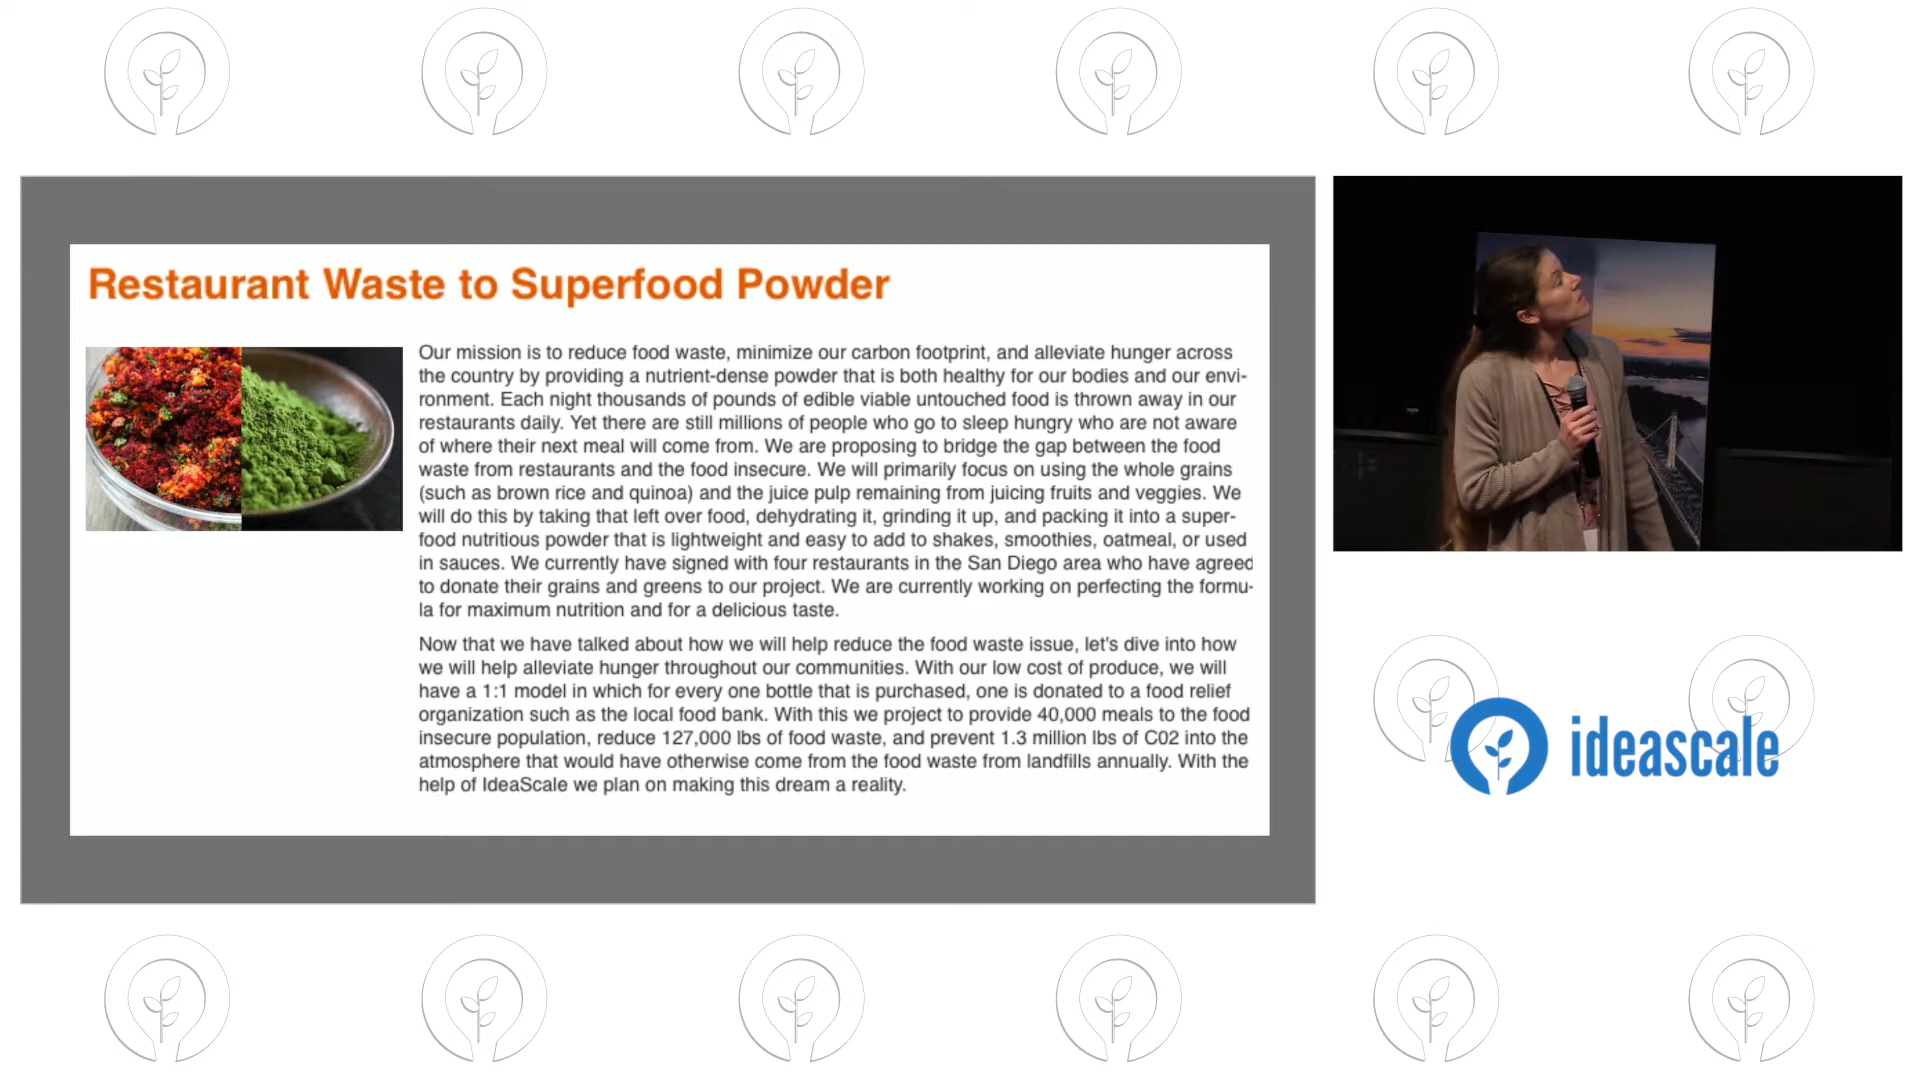 Restaurant Waste to Superfood Powder
Our mission is to reduce food waste, minimize our carbon footprint, and alleviate hunger across
the country by providing a nutrient-dense powder that is both healthy for our bodies and our envi-
ronment. Each night thousands of pounds of edible viable untouched food is thrown away in our
restaurants daily. Yet there are still millions of people who go to sleep hungry who are not aware
of where their next meal will come from. We are proposing to bridge the gap between the food
waste from restaurants and the food insecure. We will primarily focus on using the whole grains
(such as brown rice and quinoa) and the juice pulp remaining from juicing fruits and veggies. We
will do this by taking that left over food, dehydrating it, grinding it up, and packing it into a super-
food nutritious powder that is lightweight and easy to add to shakes, smoothies, oatmeal, or used
in sauces. We currently have signed with four restaurants in the San Diego area who have agreed
to donate their grains and greens to our project. We are currently working on perfecting the formu-
la for maximum nutrition and for a delicious taste.
Now that we have talked about how we will help reduce the food waste issue, let's dive into how
we will help alleviate hunger throughout our communities. With our low cost of produce, we will
have a 1:1 model in which for every one bottle that is purchased, one is donated to a food relief
organization such as the local food bank. With this we project to provide 40,000 meals to the food
insecure population, reduce 127,000 lbs of food waste, and prevent 1.3 million lbs of C02 into the
atmosphere that would have otherwise come from the food waste from landfills annually. With the
help of IdeaScale we plan on making this dream a reality.
ideascale